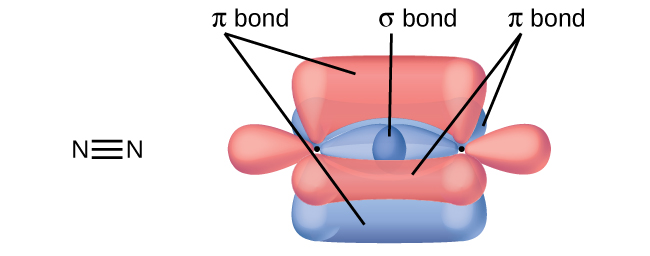 π bond σ bond π bond
N≡N